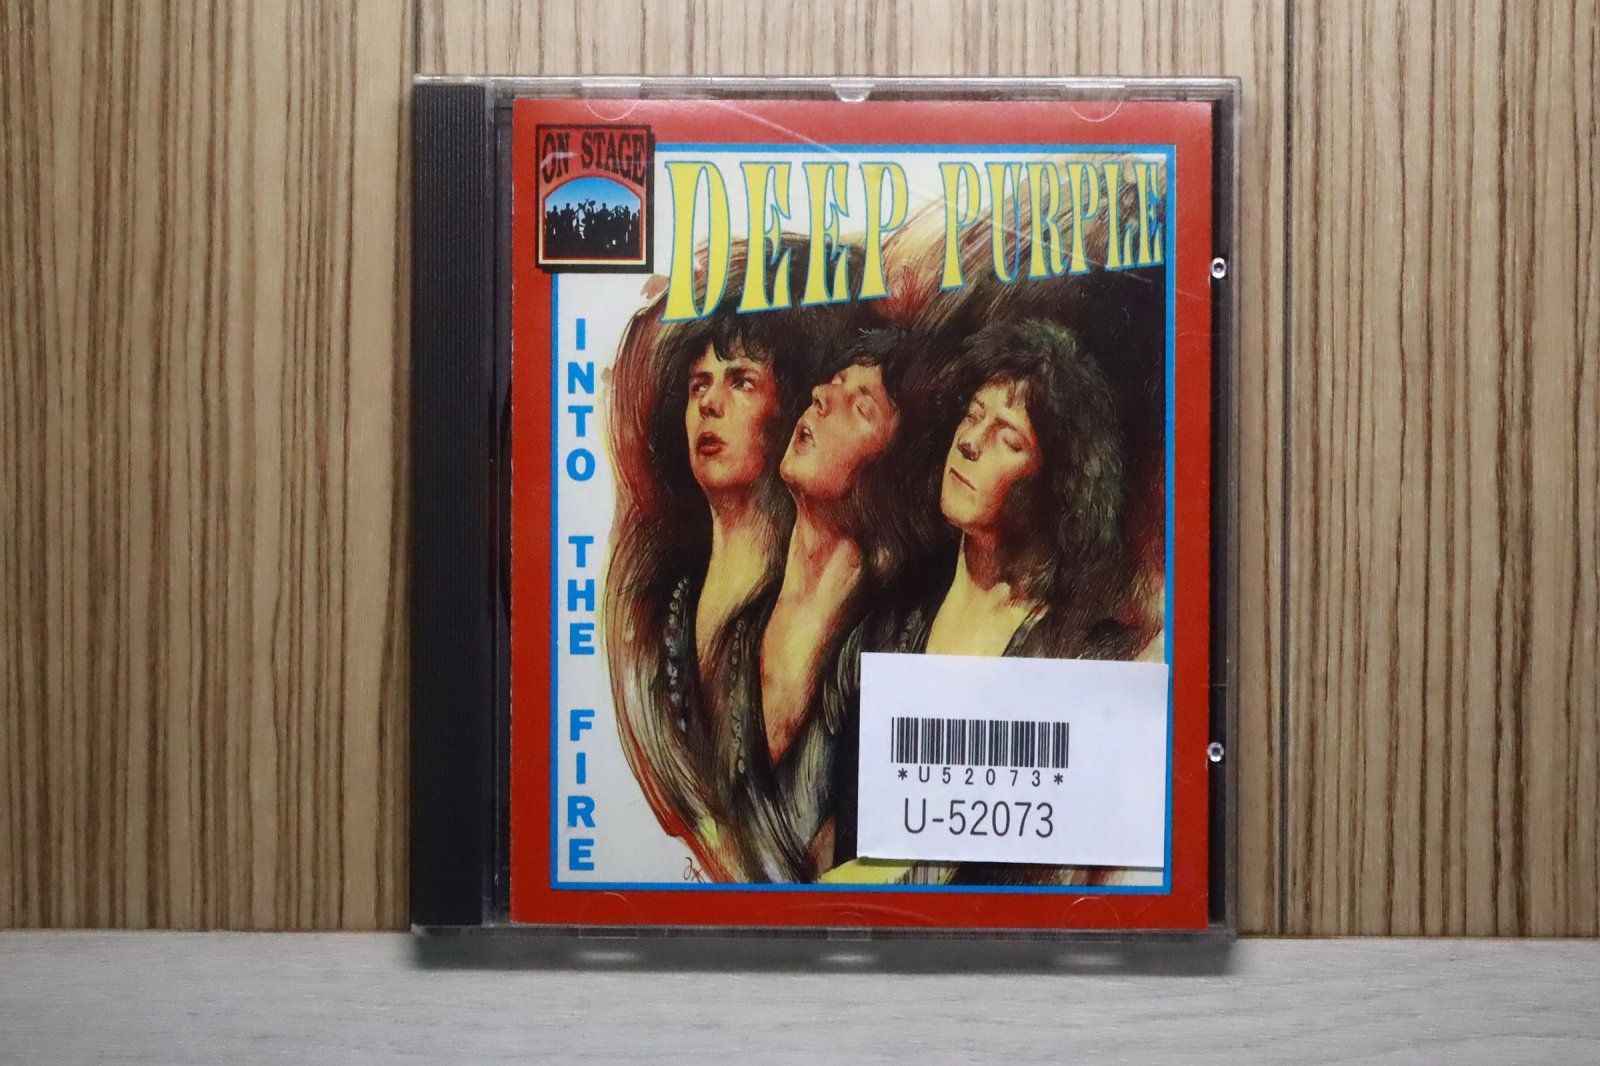 ON STAGE
DEEP PURPLE
INTO THE FIRE
*U52073*
U-52073